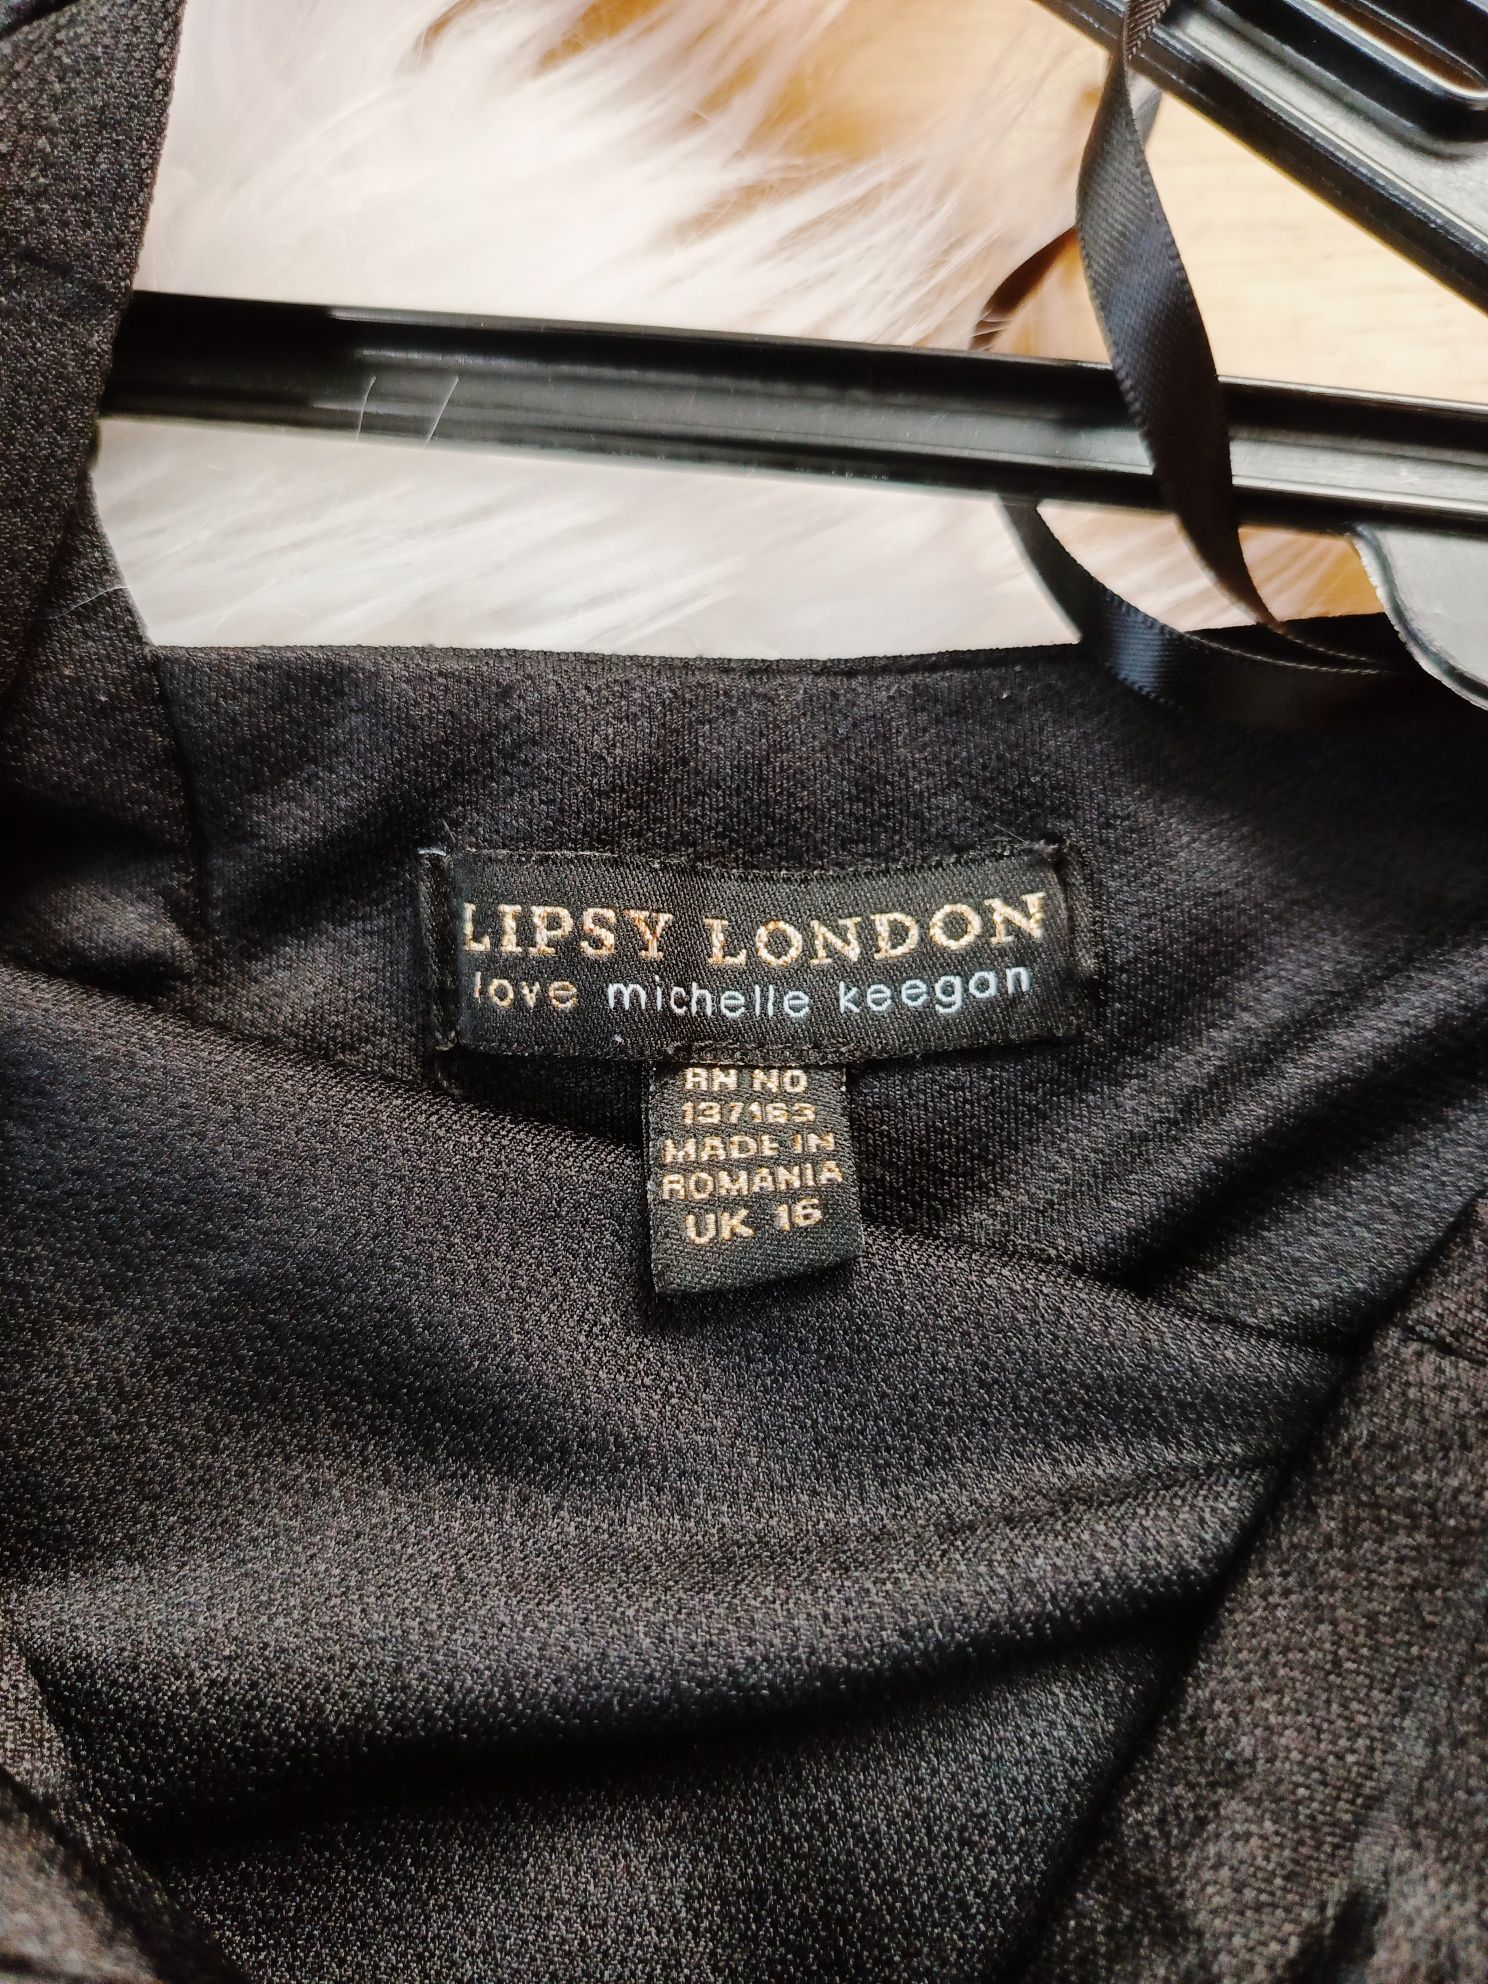 LIPSY LONDON
love michelle keegan
RN NO
137163
MADE IN
ROMANIA
UK 16